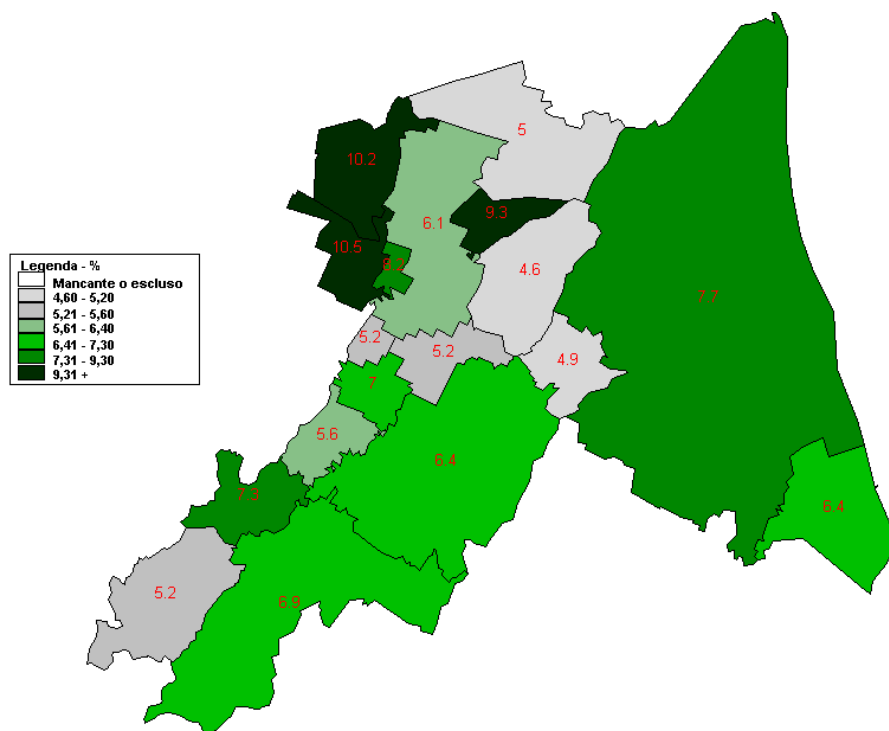 5
10.2
9.3
6.1
10.5
8.2
4.6
7.7
Legenda - %
Mancante o escluso
4,60 - 5,20
5,21 - 5,60
5,61 - 6,40
6,41 - 7,30
7,31 - 9,30
9,31 +
5.2
5.2
4.9
7
5.6
6.4
7.3
6.4
5.2
6.9